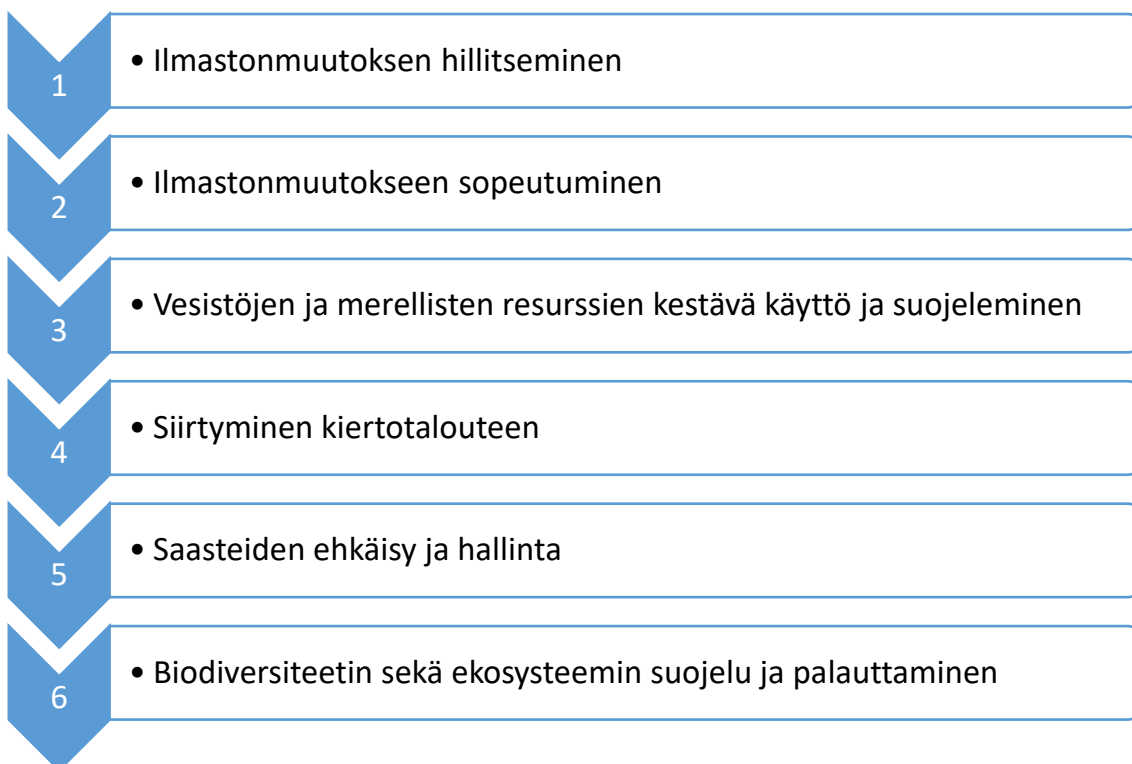 1
• Ilmastonmuutoksen hillitseminen
2
• Ilmastonmuutokseen sopeutuminen
3
• Vesistöjen ja merellisten resurssien kestävä käyttö ja suojeleminen
4
• Siirtyminen kiertotalouteen
5
• Saasteiden ehkäisy ja hallinta
6
• Biodiversiteetin sekä ekosysteemin suojelu ja palauttaminen